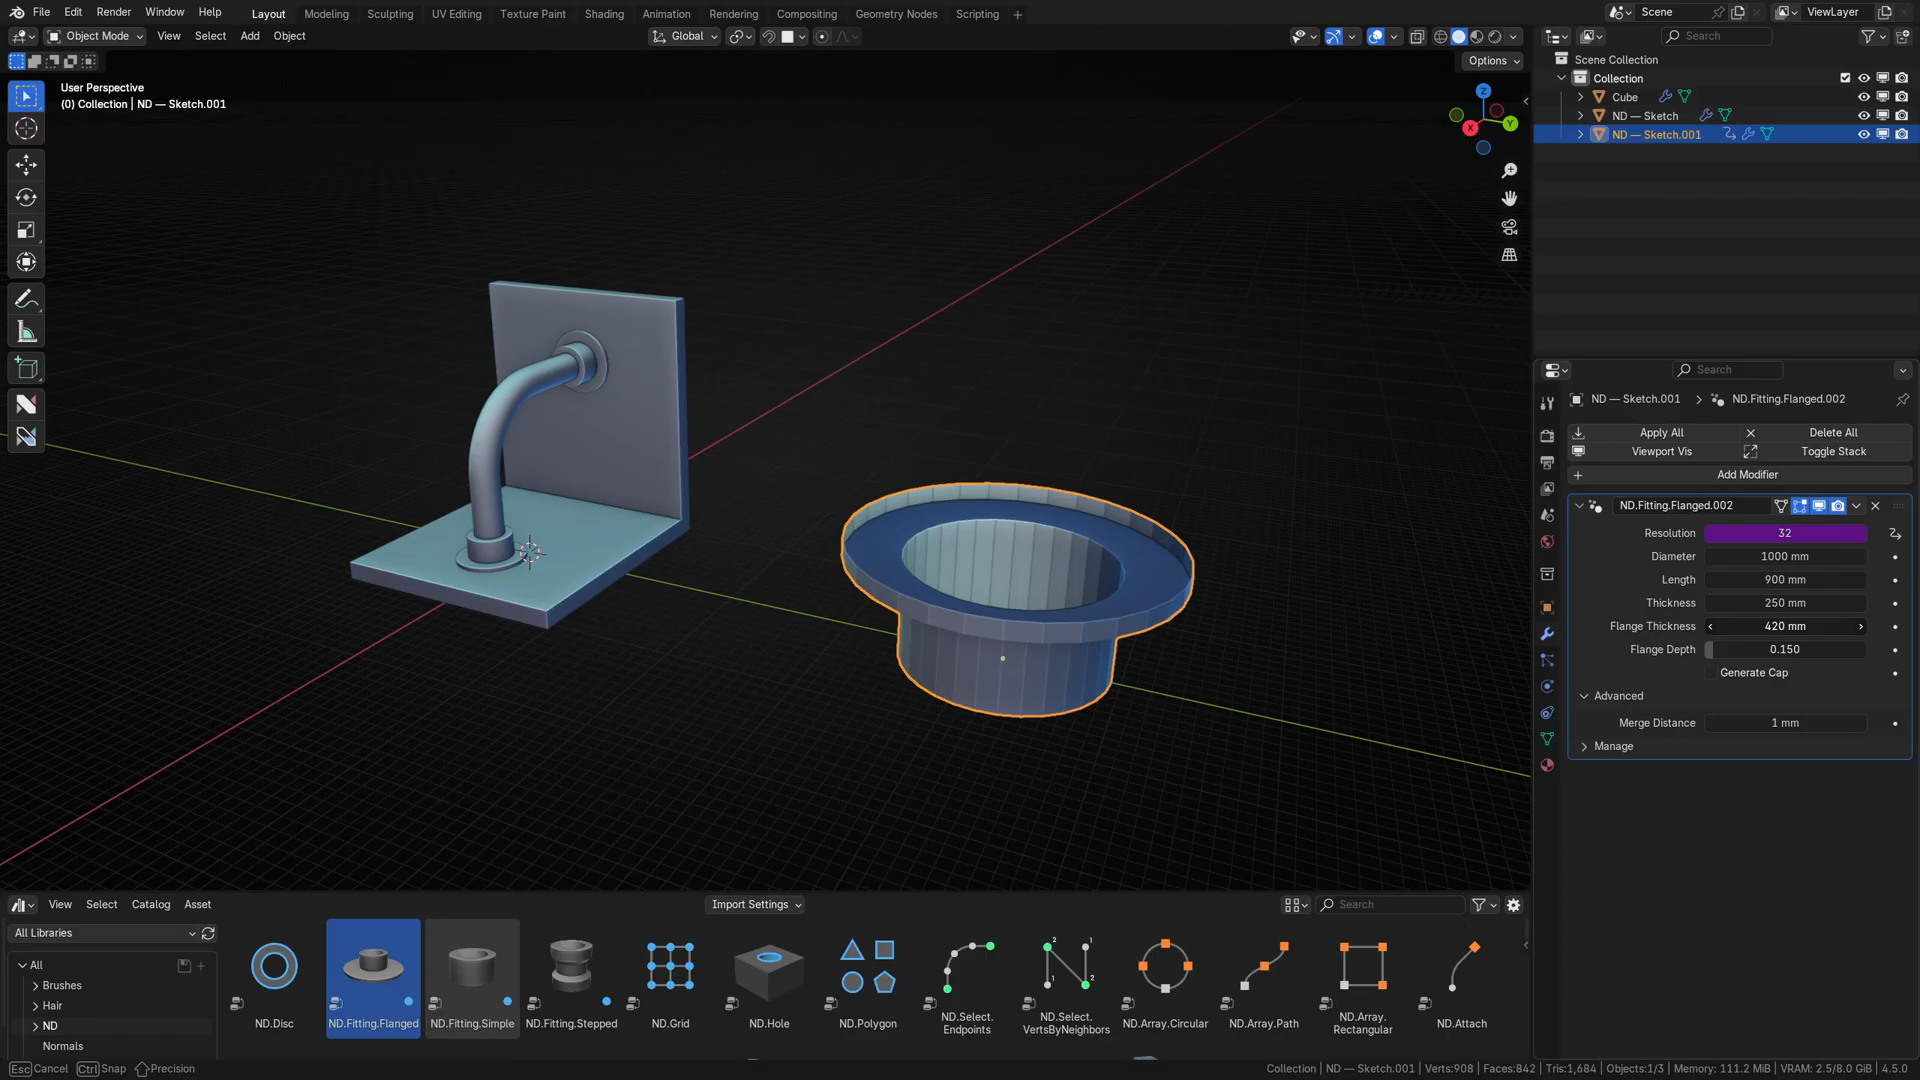 File Edit Render Window Help Layout Modeling Sculpting UV Editing Texture Paint Shading Animation Rendering Compositing Geometry Nodes Scripting + Scene ViewLayer
Object Mode View Select Add Object Global Search
Options
User Perspective
(0) Collection | ND — Sketch.001
Z
Y
X
Scene Collection
Collection
Cube
ND — Sketch
ND — Sketch.001
Search
ND — Sketch.001 > ND.Fitting.Flanged.002
Apply All Delete All
Viewport Vis Toggle Stack
Add Modifier
ND.Fitting.Flanged.002
Resolution 32
Diameter 1000 mm
Length 900 mm
Thickness 250 mm
Flange Thickness 420 mm
Flange Depth 0.150
Generate Cap
Advanced
Merge Distance 1 mm
Manage
View Select Catalog Asset Import Settings Search
All Libraries
All
Brushes
Hair
ND
Normals
ND.Disc
ND.Fitting.Flanged
ND.Fitting.Simple
ND.Fitting.Stepped
ND.Grid
ND.Hole
ND.Polygon
ND.Select.
Endpoints
2
1
1
2
ND.Select.
VertsByNeighbors
ND.Array.Circular
ND.Array.Path
ND.Array.
Rectangular
ND.Attach
Esc Cancel Ctrl Snap Precision
Collection | ND — Sketch.001 | Verts:908 | Faces:842 | Tris:1,684 | Objects:1/3 | Memory: 111.2 MiB | VRAM: 2.5/8.0 GiB | 4.5.0